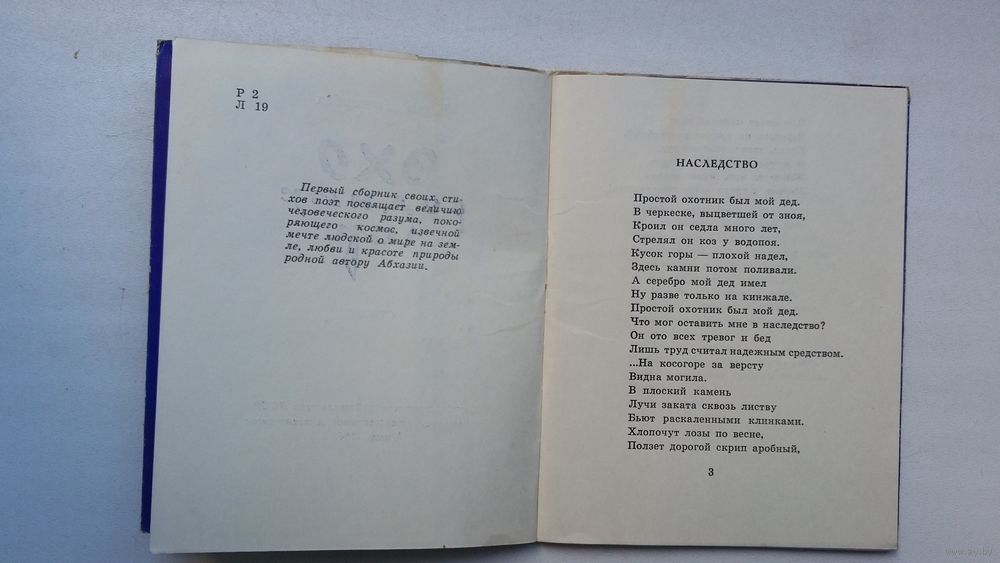 Р 2
Л 19
ЭХО
Первый сборник своих сти-
хов поэт посвящает величию
человеческого разума, поко-
ряющего космос, извечной
мечте людской о мире на зем-
ле, любви и красоте природы
родной автору Абхазии.
НАСЛЕДСТВО
Простой охотник был мой дед.
В черкеске, выцветшей от зноя,
Кроил он седла много лет,
Стрелял он коз у водопоя.
Кусок горы — плохой надел,
Здесь камни потом поливали.
А серебро мой дед имел
Ну разве только на кинжале.
Простой охотник был мой дед.
Что мог оставить мне в наследство?
Он ото всех тревог и бед
Лишь труд считал надежным средством.
...На косогоре за версту
Видна могила.
В плоский камень
Лучи заката сквозь листву
Бьют раскаленными клинками.
Хлопочут лозы по весне,
Ползет дорогой скрип аробный,
3
www.ay.by